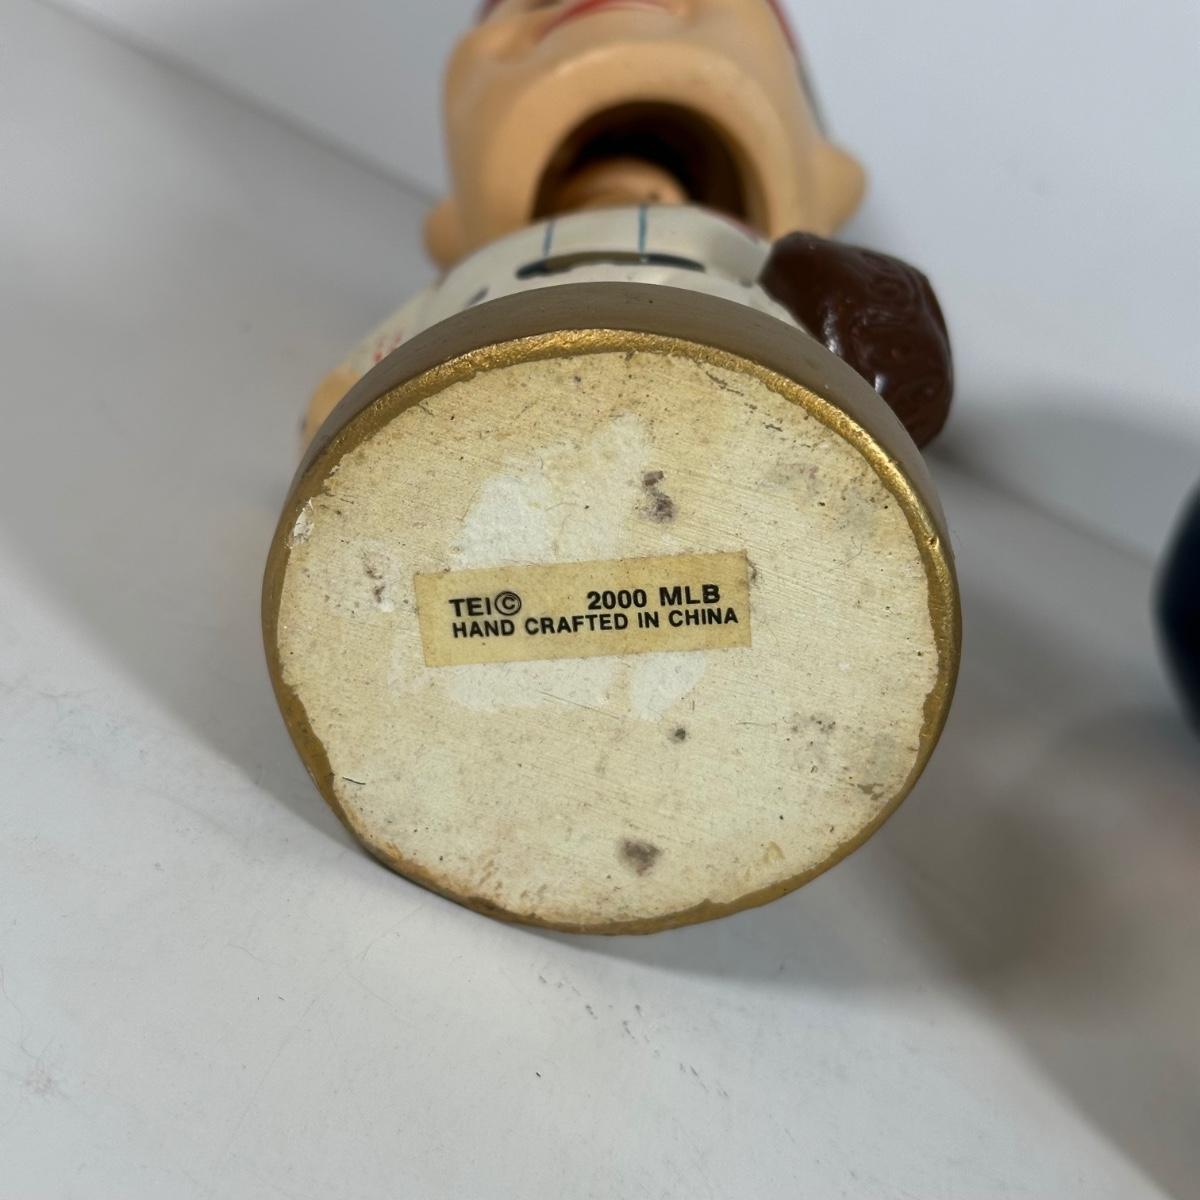 TEI© 2000 MLB
HAND CRAFTED IN CHINA